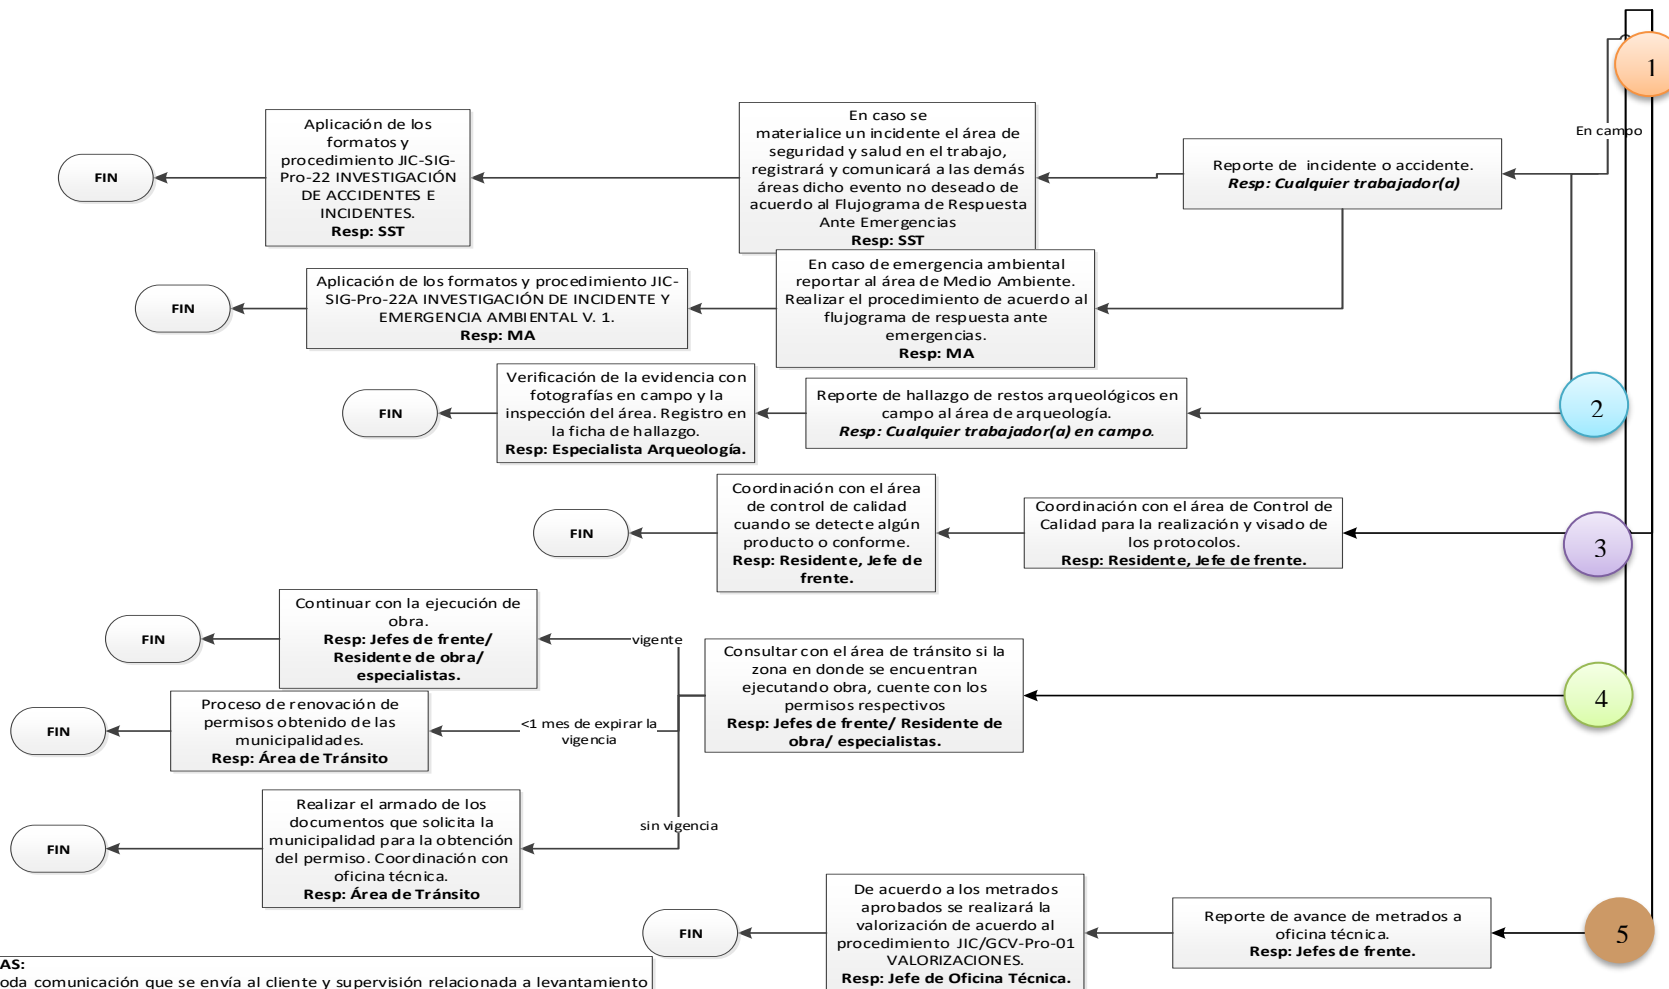 1
En campo
Aplicación de los
formatos y
procedimiento JIC-SIG-
Pro-22 INVESTIGACIÓN
DE ACCIDENTES E
INCIDENTES.
Resp: SST
En caso se
materialice un incidente el área de
seguridad y salud en el trabajo,
registrará y comunicará a las demás
áreas dicho evento no deseado de
acuerdo al Flujograma de Respuesta
Ante Emergencias
Resp: SST
Reporte de incidente o accidente.
Resp: Cualquier trabajador(a)
FIN
Aplicación de los formatos y procedimiento JIC-
SIG-Pro-22A INVESTIGACIÓN DE INCIDENTE Y
EMERGENCIA AMBIENTAL V. 1.
Resp: MA
En caso de emergencia ambiental
reportar al área de Medio Ambiente.
Realizar el procedimiento de acuerdo al
flujograma de respuesta ante
emergencias.
Resp: MA
FIN
Verificación de la evidencia con
fotografías en campo y la
inspección del área. Registro en
la ficha de hallazgo.
Resp: Especialista Arqueología.
Reporte de hallazgo de restos arqueológicos en
campo al área de arqueología.
Resp: Cualquier trabajador(a) en campo.
FIN
2
Coordinación con el área
de control de calidad
cuando se detecte algún
producto o conforme.
Resp: Residente, Jefe de
frente.
Coordinación con el área de Control de
Calidad para la realización y visado de
los protocolos.
Resp: Residente, Jefe de frente.
FIN
3
Continuar con la ejecución de
obra.
Resp: Jefes de frente/
Residente de obra/
especialistas.
FIN
vigente
Consultar con el área de tránsito si la
zona en donde se encuentran
ejecutando obra, cuente con los
permisos respectivos
Resp: Jefes de frente/ Residente de
obra/ especialistas.
4
Proceso de renovación de
permisos obtenido de las
municipalidades.
Resp: Área de Tránsito
FIN
<1 mes de expirar la
vigencia
Realizar el armado de los
documentos que solicita la
municipalidad para la obtención
del permiso. Coordinación con
oficina técnica.
Resp: Área de Tránsito
FIN
sin vigencia
De acuerdo a los metrados
aprobados se realizará la
valorización de acuerdo al
procedimiento JIC/GCV-Pro-01
VALORIZACIONES.
Resp: Jefe de Oficina Técnica.
Reporte de avance de metrados a
oficina técnica.
Resp: Jefes de frente.
FIN
5
AS:
oda comunicación que se envía al cliente y supervisión relacionada a levantamiento